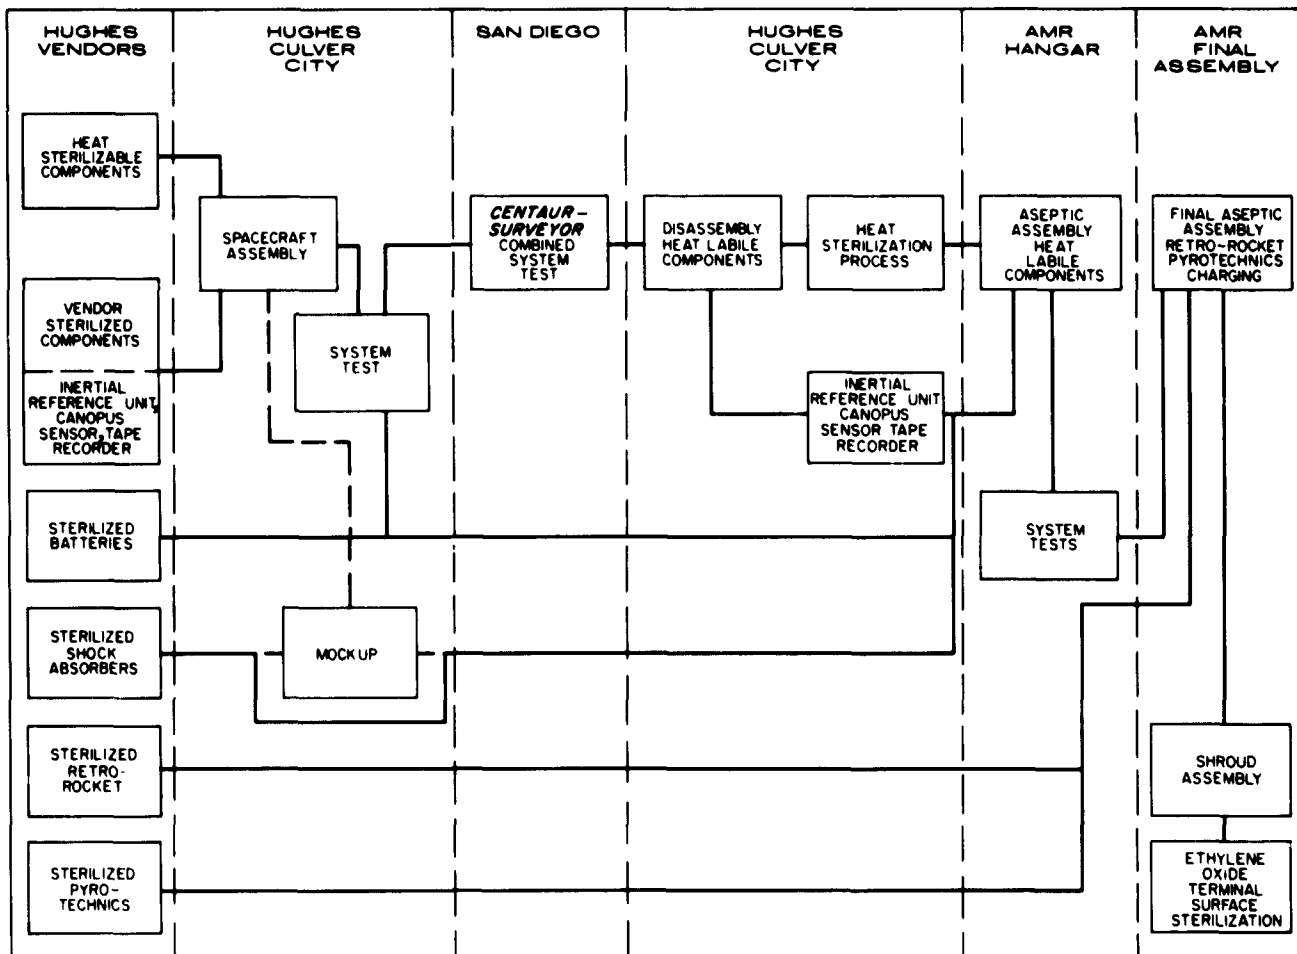 HUGHES
VENDORS
HUGHES
CULVER
CITY
SAN DIEGO
HUGHES
CULVER
CITY
AMR
HANGAR
AMR
FINAL
ASSEMBLY
HEAT
STERILIZABLE
COMPONENTS
VENDOR
STERILIZED
COMPONENTS
INERTIAL
REFERENCE UNIT,
CANOPUS
SENSOR, TAPE
RECORDER
STERILIZED
BATTERIES
STERILIZED
SHOCK
ABSORBERS
STERILIZED
RETRO-
ROCKET
STERILIZED
PYRO-
TECHNICS
SPACECRAFT
ASSEMBLY
SYSTEM
TEST
MOCKUP
CENTAUR-
SURVEYOR
COMBINED
SYSTEM
TEST
DISASSEMBLY
HEAT LABILE
COMPONENTS
HEAT
STERILIZATION
PROCESS
INERTIAL
REFERENCE UNIT
CANOPUS
SENSOR TAPE
RECORDER
ASEPTIC
ASSEMBLY
HEAT
LABILE
COMPONENTS
SYSTEM
TESTS
FINAL ASEPTIC
ASSEMBLY
RETRO-ROCKET
PYROTECHNICS
CHARGING
SHROUD
ASSEMBLY
ETHYLENE
OXIDE
TERMINAL
SURFACE
STERILIZATION